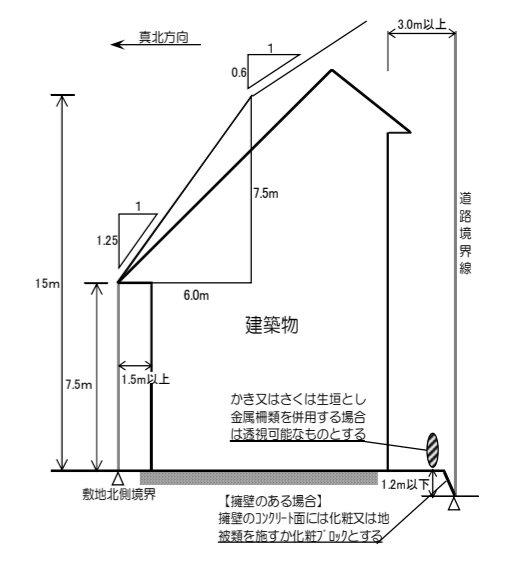 3.0m以上
真北方向
1
0.6
7.5m
1
1.25
道路境界線
15m
6.0m
建築物
7.5m
1.5m以上
かき又はさくは生垣とし
金属柵類を併用する場合
は透視可能なものとする
1.2m以下
敷地北側境界
【擁壁のある場合】
擁壁のコンクリート面には化粧又は地
被類を施すか化粧ブロックとする